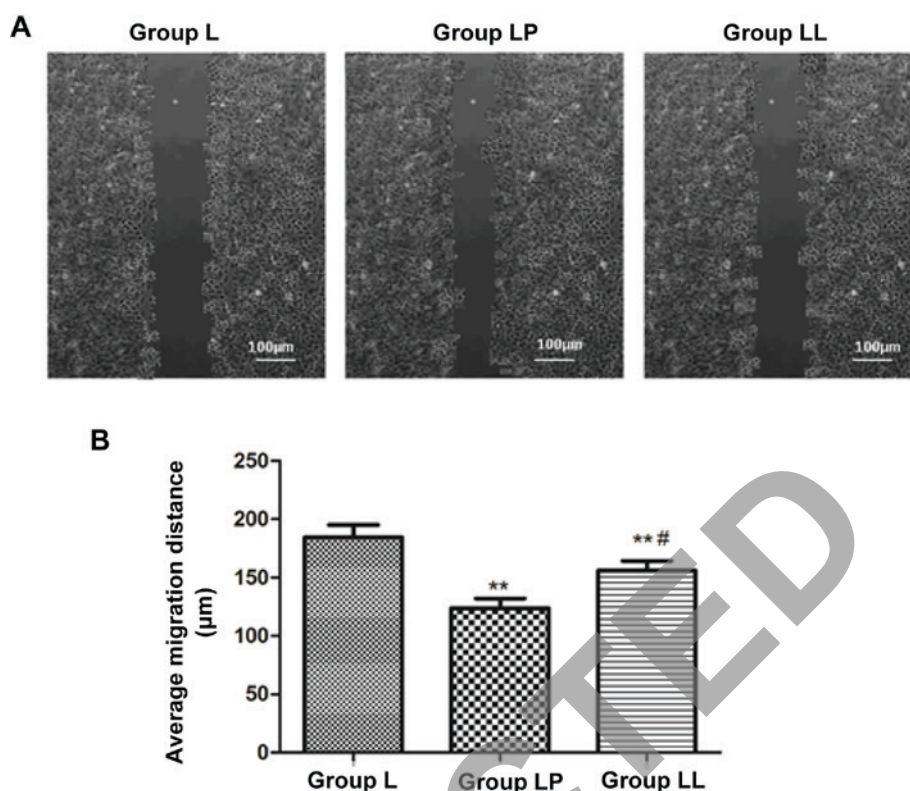 A
Group L Group LP Group LL
100μm 100μm 100μm
B
Average migration distance
(μm)
250
200
150
100
50
0
**
**#
Group L Group LP Group LL
CTED